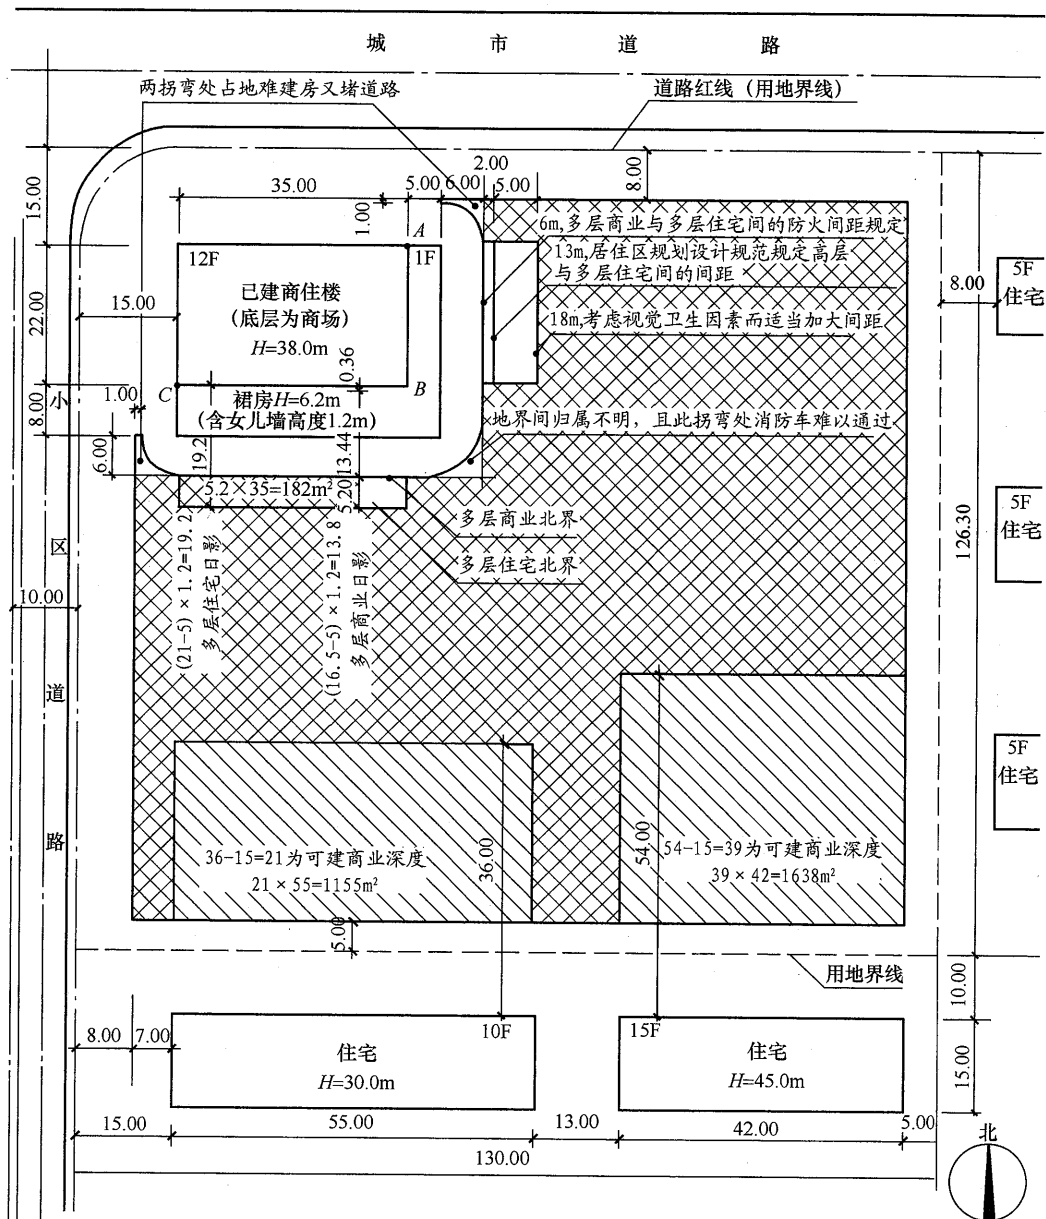 城 市 道 路
两拐弯处占地难建房又堵道路
道路红线（用地界线）
2.00
35.00
5.00
6.00
5.00
8.00
15.00
1.00
A
6m,多层商业与多层住宅间的防火间距规定
12F
1F
13m,居住区规划设计规范规定高层
与多层住宅间的间距
5F
住宅
8.00
已建商住楼
(底层为商场)
H=38.0m
15.00
22.00
18m,考虑视觉卫生因素而适当加大间距
0.36
C
B
1.00
裙房H=6.2m
(含女儿墙高度1.2m)
8.00
地界间归属不明，且此拐弯处消防车难以通过
6.00
19.2
13.44
5.2×35=182m²
5.20
多层商业北界
多层住宅北界
5F
住宅
126.30
(21-5)×1.2=19.2
多层住宅日影
(16.5-5)×1.2=13.8
多层商业日影
小 区 道 路
10.00
5F
住宅
36-15=21为可建商业深度
21×55=1155m²
36.00
54.00
54-15=39为可建商业深度
39×42=1638m²
5.00
用地界线
10.00
8.00
7.00
10F
住宅
H=30.0m
15F
住宅
H=45.0m
15.00
15.00
55.00
13.00
42.00
5.00
130.00
北